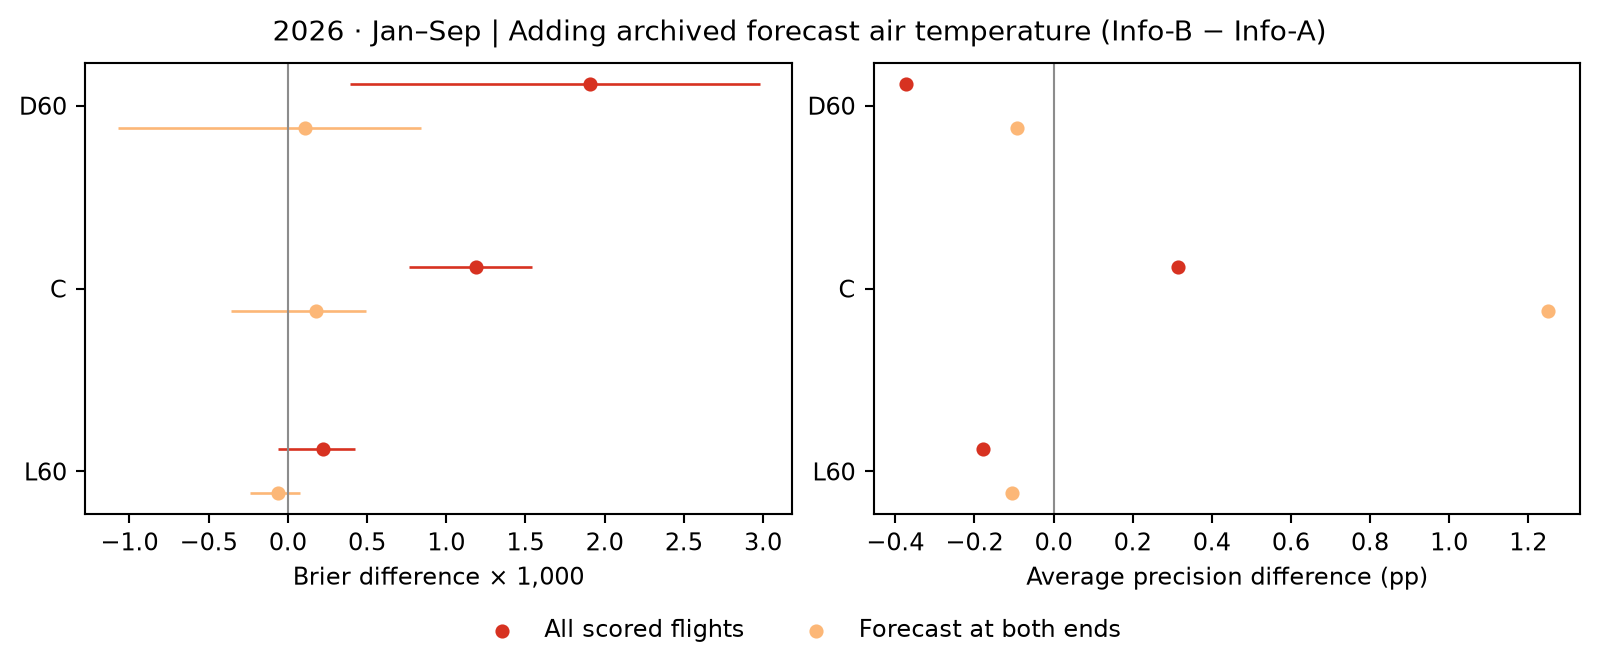 2026 · Jan–Sep | Adding archived forecast air temperature (Info-B − Info-A)
D60
C
L60
−1.0 −0.5 0.0 0.5 1.0 1.5 2.0 2.5 3.0
Brier difference × 1,000
D60
C
L60
−0.4 −0.2 0.0 0.2 0.4 0.6 0.8 1.0 1.2
Average precision difference (pp)
All scored flights
Forecast at both ends